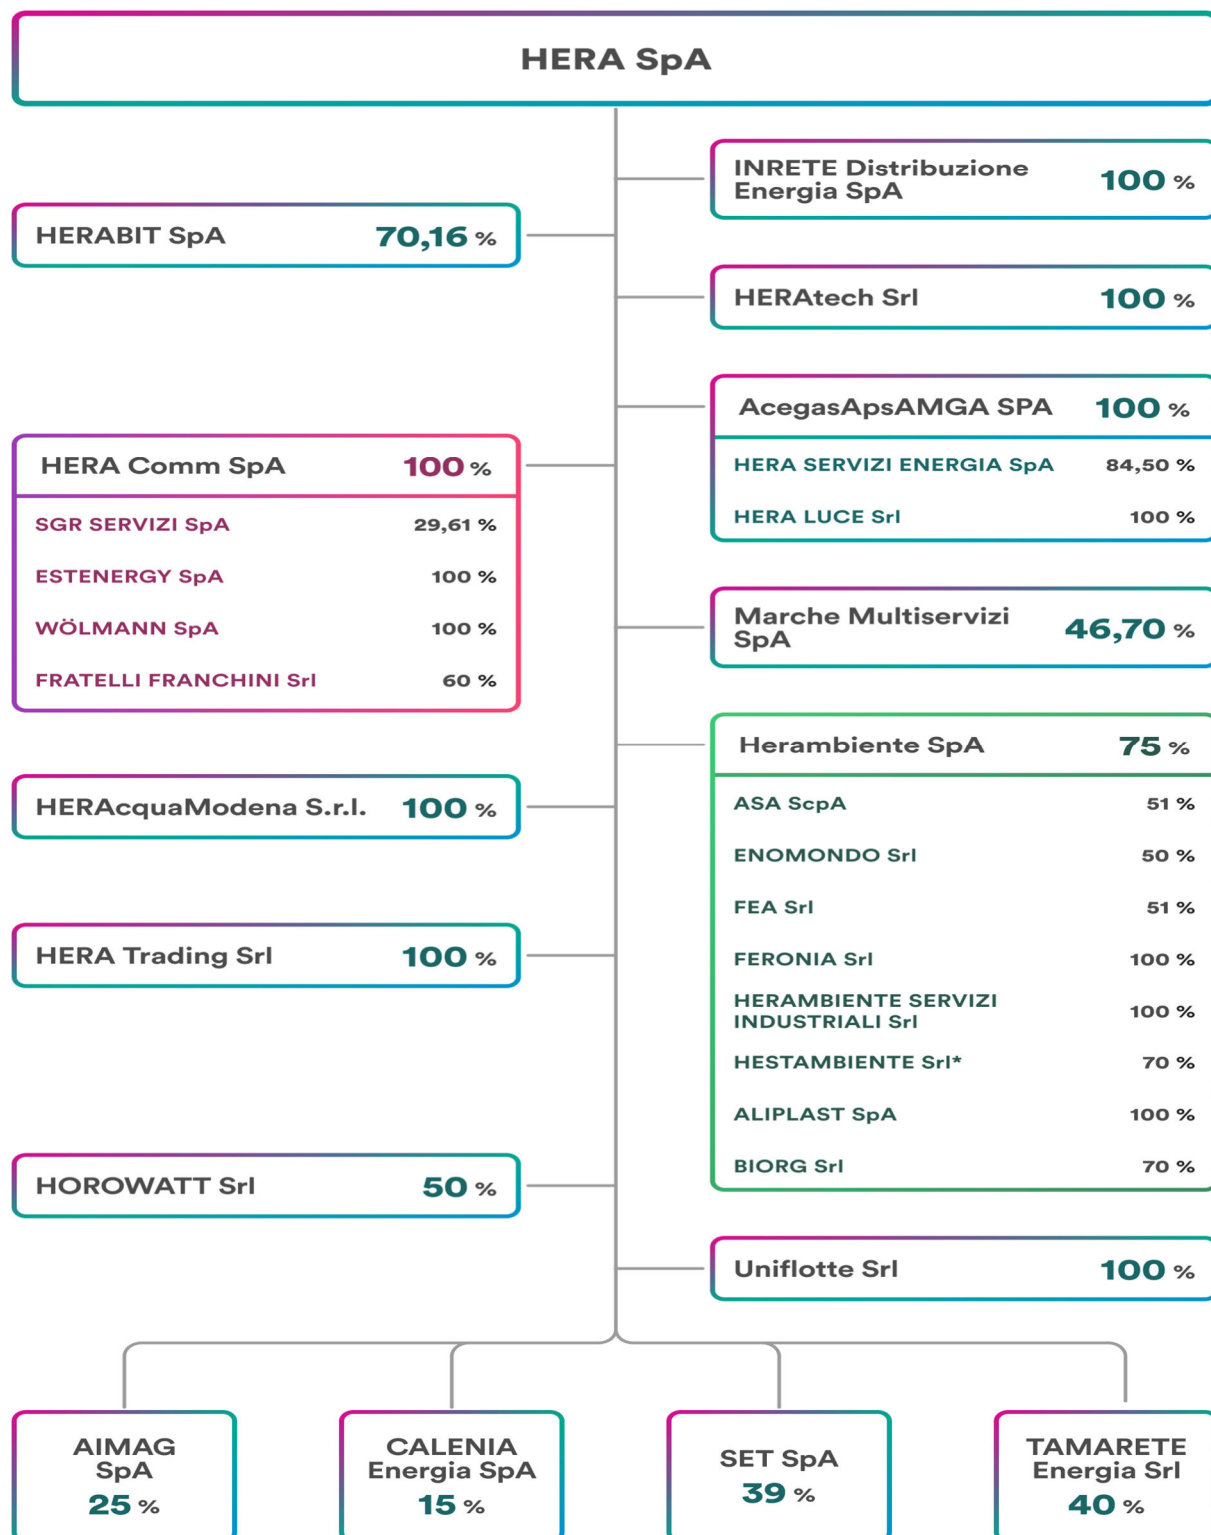 HERA SpA
HERABIT SpA 70,16 %
HERA Comm SpA 100 %
SGR SERVIZI SpA 29,61 %
ESTENERGY SpA 100 %
WÖLMANN SpA 100 %
FRATELLI FRANCHINI Srl 60 %
HERAcquaModena S.r.l. 100 %
HERA Trading Srl 100 %
HOROWATT Srl 50 %
INRETE Distribuzione
Energia SpA 100 %
HERAtech Srl 100 %
AcegasApsAMGA SPA 100 %
HERA SERVIZI ENERGIA SpA 84,50 %
HERA LUCE Srl 100 %
Marche Multiservizi
SpA 46,70 %
Herambiente SpA 75 %
ASA ScpA 51 %
ENOMONDO Srl 50 %
FEA Srl 51 %
FERONIA Srl 100 %
HERAMBIENTE SERVIZI
INDUSTRIALI Srl 100 %
HESTAMBIENTE Srl* 70 %
ALIPLAST SpA 100 %
BIORG Srl 70 %
Uniflotte Srl 100 %
AIMAG
SpA
25 %
CALENIA
Energia SpA
15 %
SET SpA
39 %
TAMARETE
Energia Srl
40 %